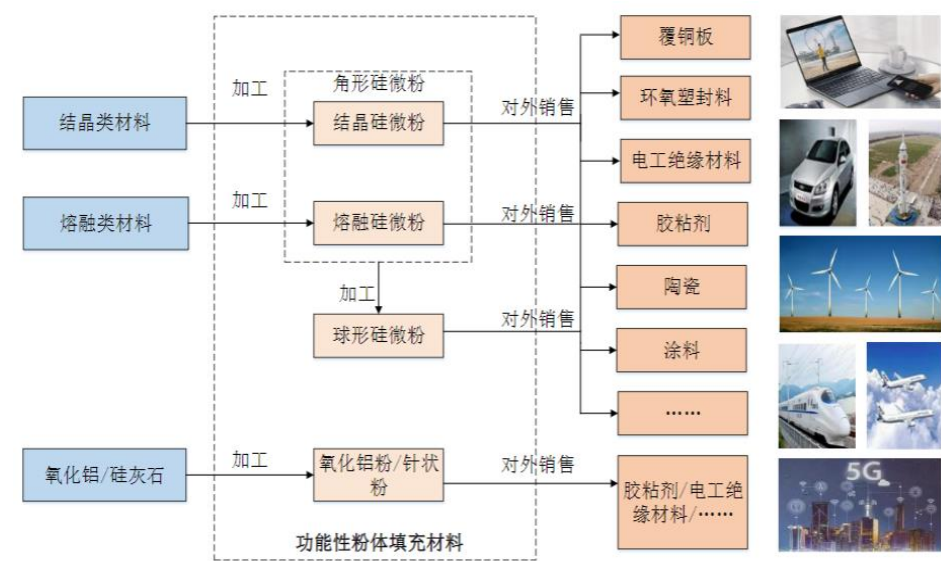 覆铜板
加工
角形硅微粉
对外销售
环氧塑封料
结晶类材料
结晶硅微粉
电工绝缘材料
加工
对外销售
熔融类材料
熔融硅微粉
胶粘剂
加工
陶瓷
对外销售
球形硅微粉
涂料
……
加工
对外销售
氧化铝/硅灰石
氧化铝粉/针状
粉
胶粘剂/电工绝
缘材料/……
功能性粉体填充材料
5G